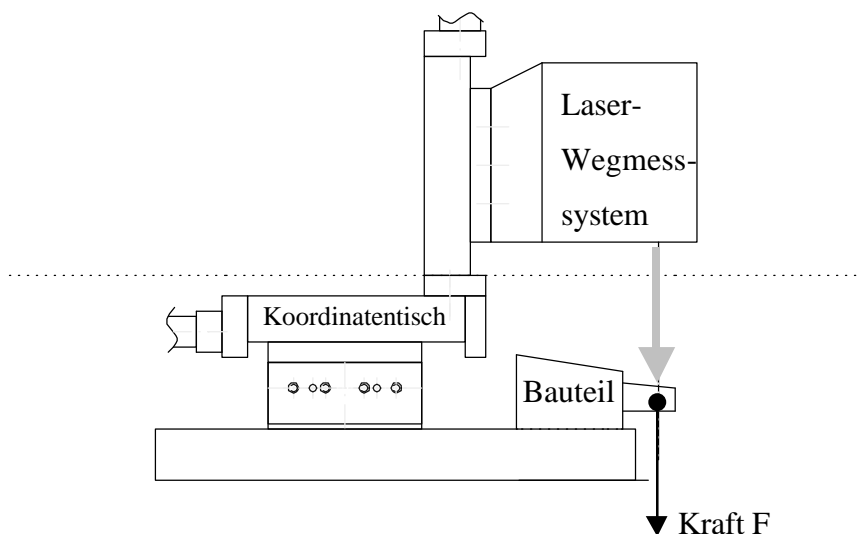 Laser-
Wegmess-
system
Koordinatentisch
Bauteil
Kraft F